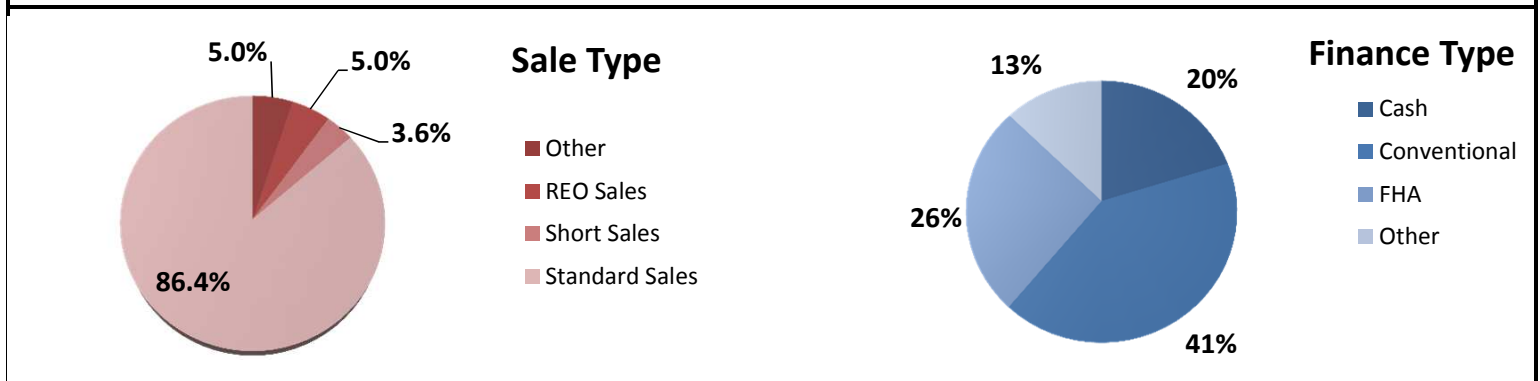 Sale Type
5.0%
5.0%
3.6%
86.4%
Other
REO Sales
Short Sales
Standard Sales
Finance Type
13%
20%
26%
41%
Cash
Conventional
FHA
Other